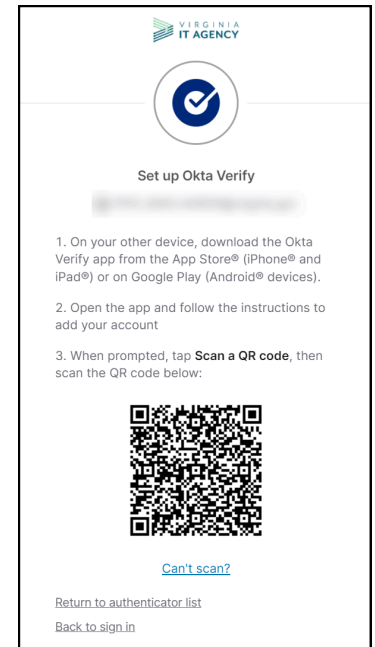 VIRGINIA
IT AGENCY
Set up Okta Verify
1. On your other device, download the Okta
Verify app from the App Store® (iPhone® and
iPad®) or on Google Play (Android® devices).
2. Open the app and follow the instructions to
add your account
3. When prompted, tap Scan a QR code, then
scan the QR code below:
Can't scan?
Return to authenticator list
Back to sign in